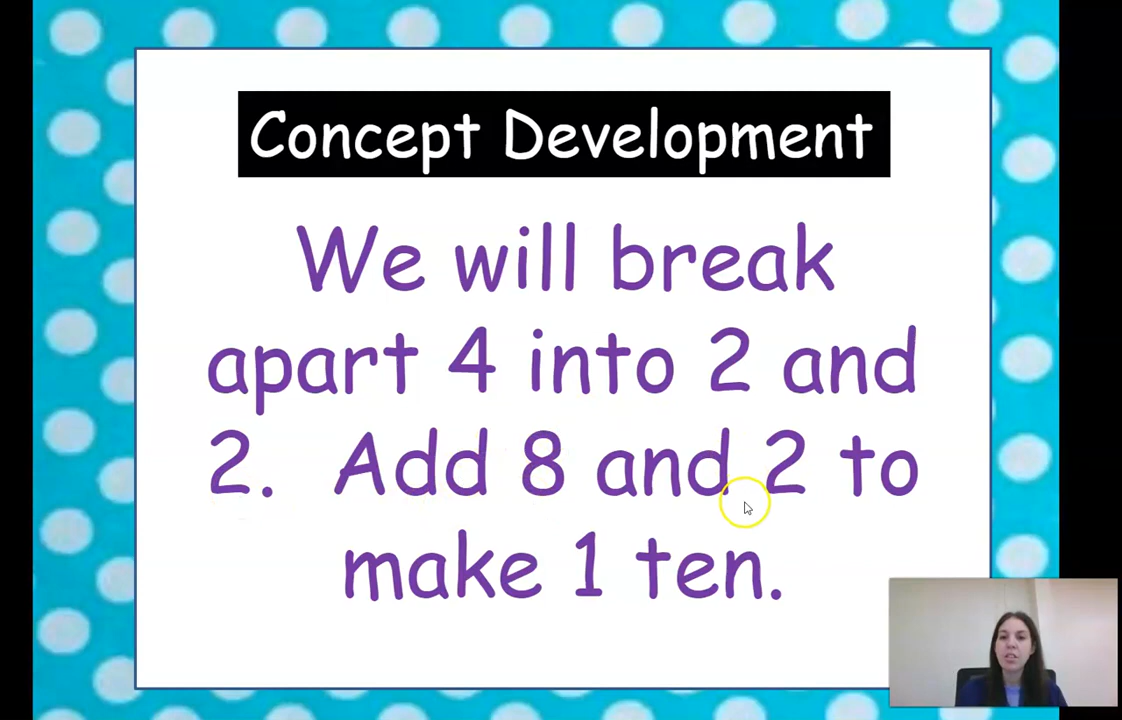 Concept Development
We will break
apart 4 into 2 and
2. Add 8 and 2 to
make 1 ten.